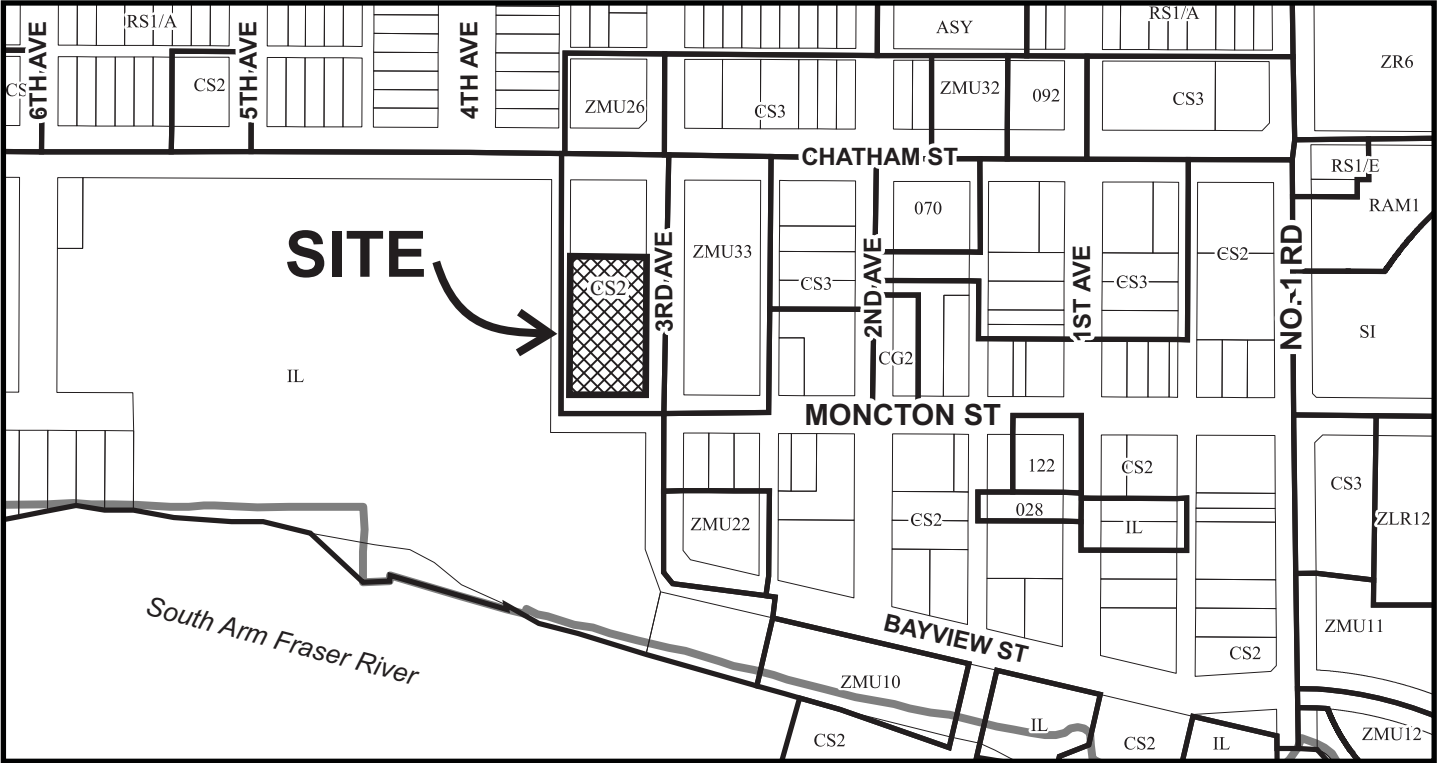 RS1/A
ASY
RS1/A
6TH AVE
5TH AVE
4TH AVE
ZR6
CS
CS2
ZMU26
CS3
ZMU32
092
CS3
CHATHAM ST
RS1/E
RAM1
070
SITE
3RD AVE
ZMU33
2ND AVE
1ST AVE
CS2
NO. 1 RD
CS2
CS3
CS3
SI
IL
CG2
MONCTON ST
122
CS2
CS3
028
ZMU22
CS2
IL
ZLR12
South Arm Fraser River
BAYVIEW ST
ZMU11
CS2
ZMU10
IL
CS2
CS2
IL
ZMU12